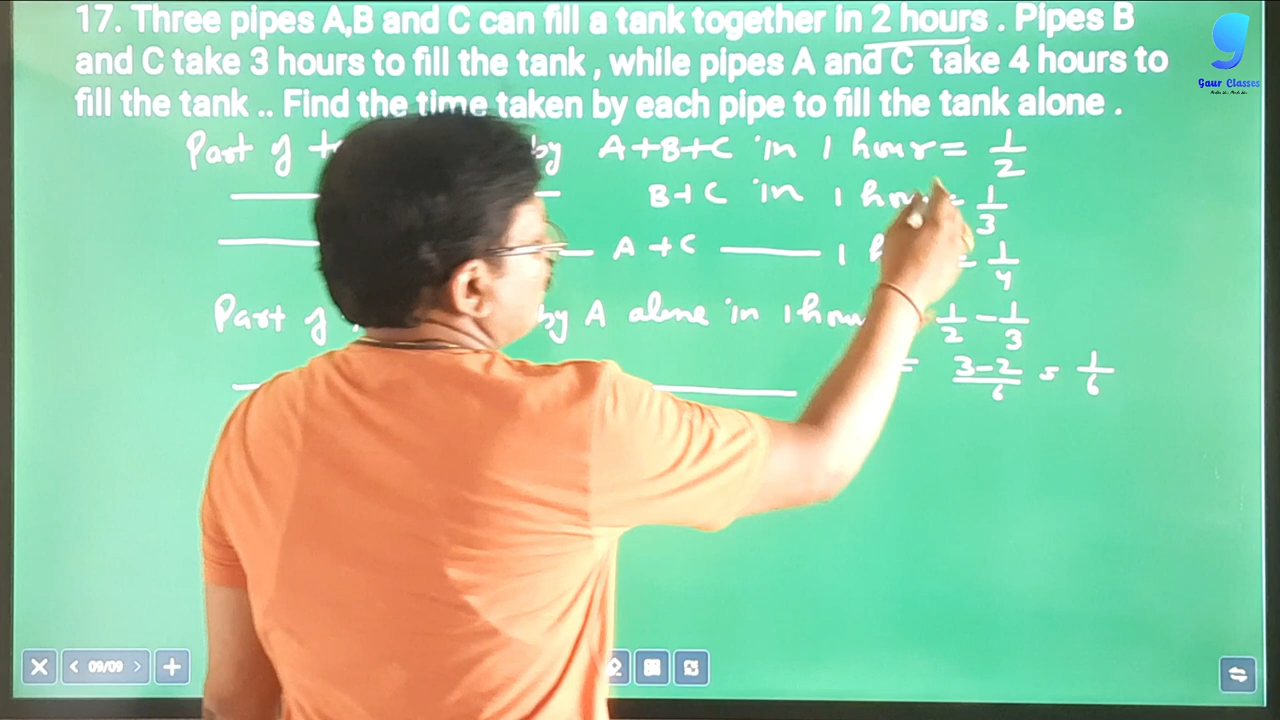 17. Three pipes A,B and C can fill a tank together in 2 hours . Pipes B
and C take 3 hours to fill the tank , while pipes A and C take 4 hours to
fill the tank .. Find the time taken by each pipe to fill the tank alone .
Gaur Classes
Part of by A+B+C in 1 hour = 1/2
B+C in 1 = 1/3
A+C 1 = 1/4
Part of by A alone in 1 hour 1/2 - 1/3
= 3-2/6 = 1/6
09/09